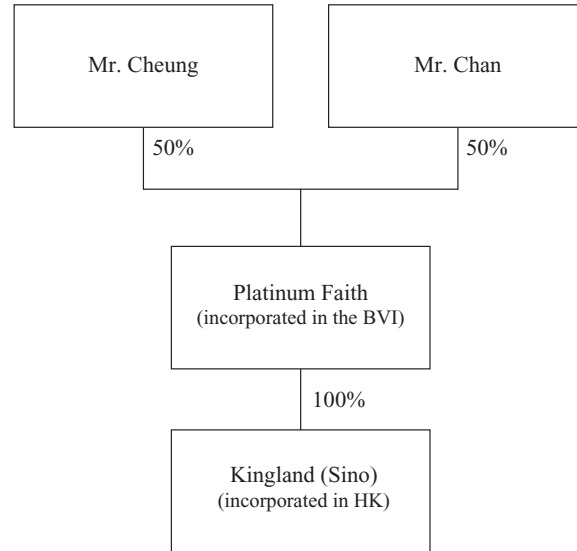 Mr. Cheung
Mr. Chan
50%
50%
Platinum Faith
(incorporated in the BVI)
100%
Kingland (Sino)
(incorporated in HK)